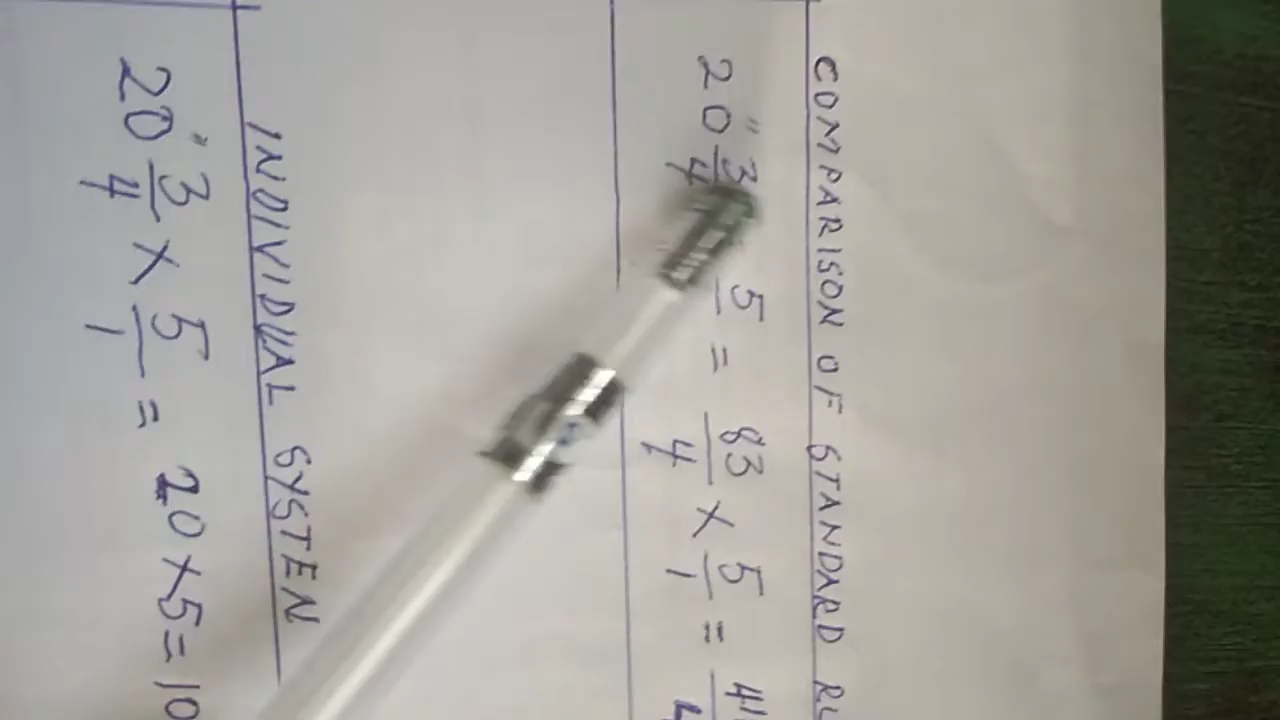 COMPARISON OF STANDARD
20" 3/4 5/ = 83/4 × 5/1 =
INDIVIDUAL SYSTEM
20" 3/4 × 5/1 = 20×5=10